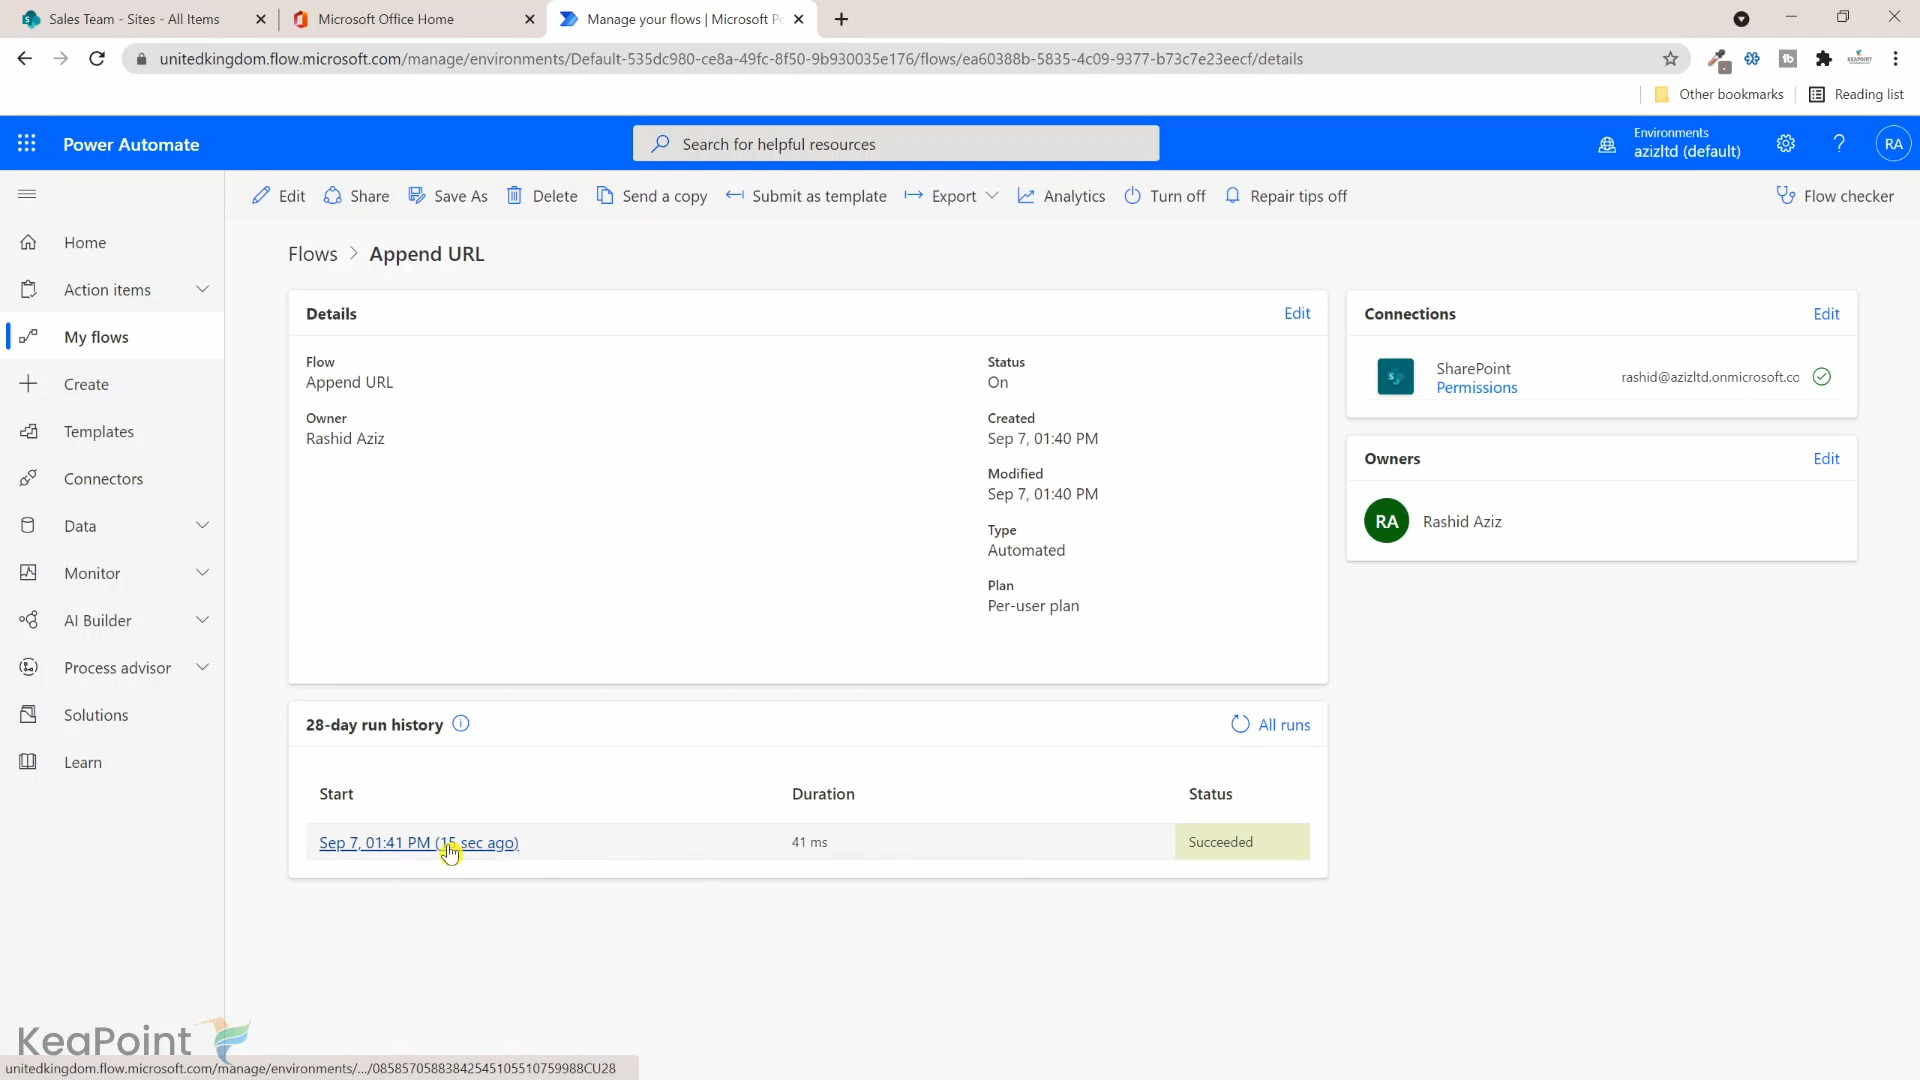 Sales Team - Sites - All Items
Microsoft Office Home
Manage your flows | Microsoft Po
unitedkingdom.flow.microsoft.com/manage/environments/Default-535dc980-ce8a-49fc-8f50-9b930035e176/flows/ea60388b-5835-4c09-9377-b73c7e23eecf/details
Other bookmarks
Reading list
Power Automate
Search for helpful resources
Environments
azizltd (default)
RA
Edit
Share
Save As
Delete
Send a copy
Submit as template
Export
Analytics
Turn off
Repair tips off
Flow checker
Home
Action items
My flows
Create
Templates
Connectors
Data
Monitor
AI Builder
Process advisor
Solutions
Learn
Flows > Append URL
Details
Edit
Flow
Append URL
Owner
Rashid Aziz
Status
On
Created
Sep 7, 01:40 PM
Modified
Sep 7, 01:40 PM
Type
Automated
Plan
Per-user plan
Connections
Edit
SharePoint
Permissions
rashid@azizltd.onmicrosoft.co
Owners
Edit
RA
Rashid Aziz
28-day run history
All runs
Start
Duration
Status
Sep 7, 01:41 PM (15 sec ago)
41 ms
Succeeded
KeaPoint
unitedkingdom.flow.microsoft.com/manage/environments/.../08585705883842545105510759988CU28